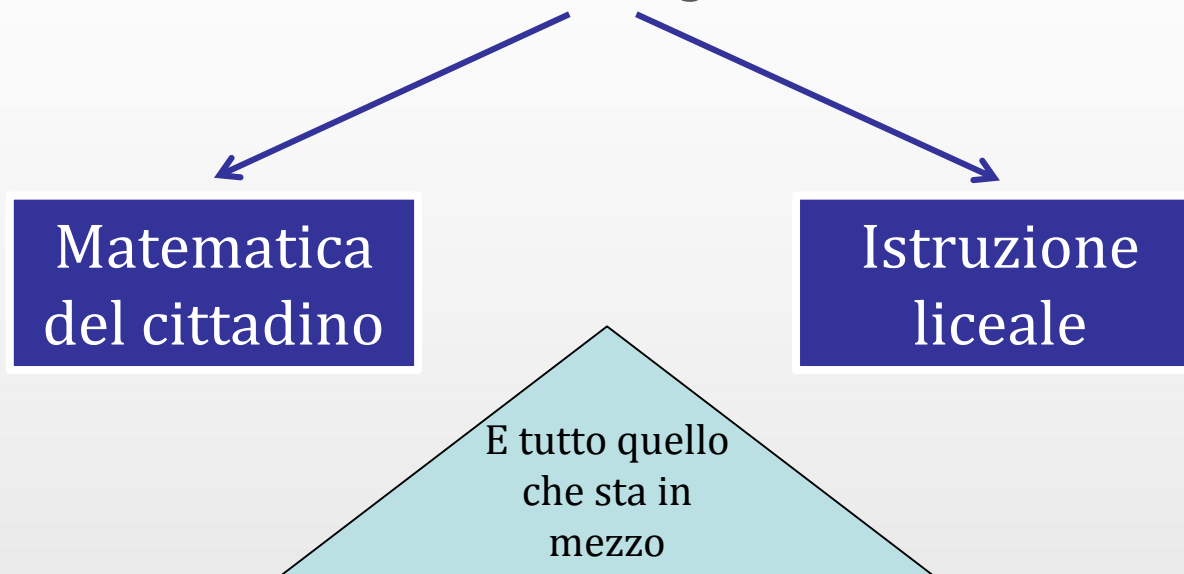 Matematica
del cittadino
Istruzione
liceale
E tutto quello
che sta in
mezzo